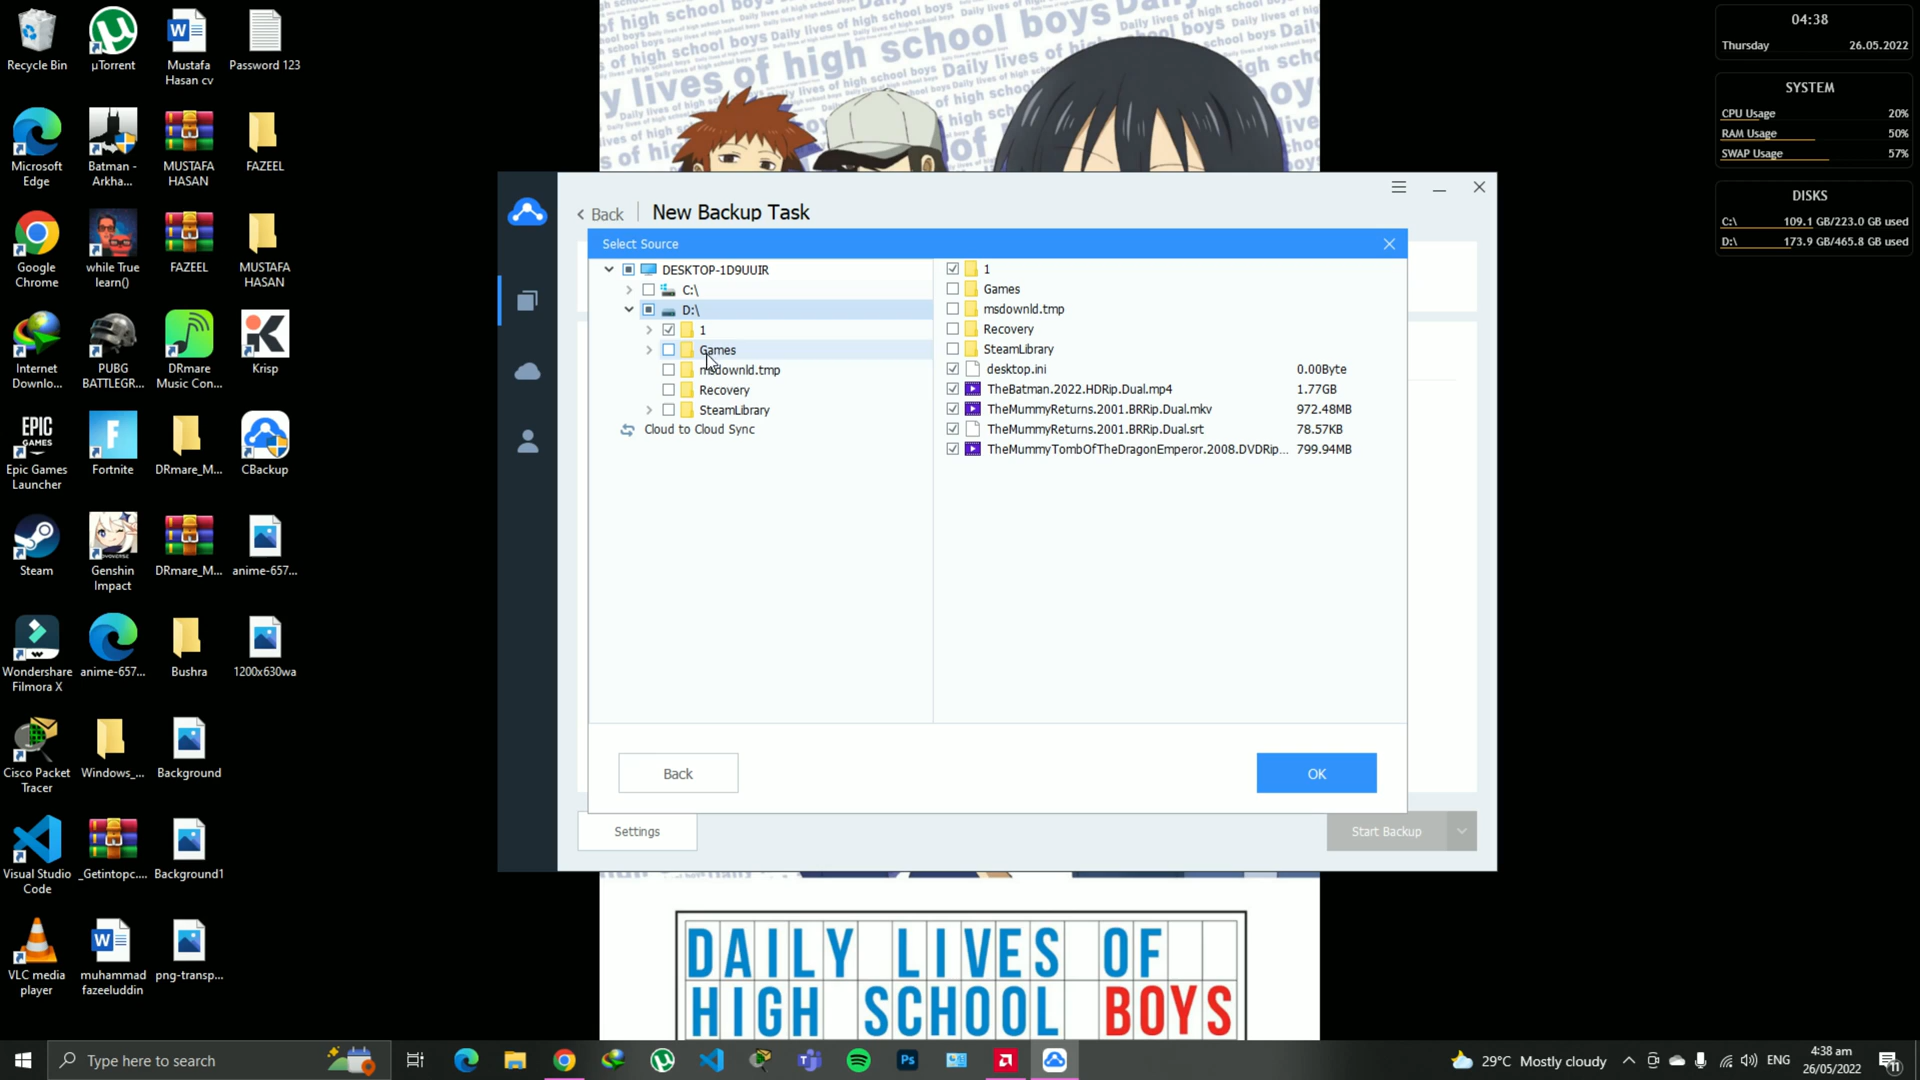 Recycle Bin
µTorrent
Mustafa
Hasan cv
Password 123
Microsoft
Edge
Batman -
Arkha...
MUSTAFA
HASAN
FAZEEL
Google
Chrome
while True
learn()
FAZEEL
MUSTAFA
HASAN
Internet
Downlo...
PUBG
BATTLEGR...
DRmare
Music Con...
Krisp
Epic Games
Launcher
Fortnite
DRmare_M...
CBackup
Steam
Genshin
Impact
DRmare_M...
anime-657...
Wondershare
Filmora X
anime-657...
Bushra
1200x630wa
Cisco Packet
Tracer
Windows_...
Background
Visual Studio
Code
_Getintopc....
Background1
VLC media
player
muhammad
fazeeluddin
png-transp...
Daily lives of high school boys
04:38
Thursday 26.05.2022
SYSTEM
CPU Usage 20%
RAM Usage 50%
SWAP Usage 57%
DISKS
C:\ 109.1 GB/223.0 GB used
D:\ 173.9 GB/465.8 GB used
Back
New Backup Task
Select Source
DESKTOP-1D9UUIR
C:\
D:\
1
Games
msdownld.tmp
Recovery
SteamLibrary
Cloud to Cloud Sync
1
Games
msdownld.tmp
Recovery
SteamLibrary
desktop.ini 0.00Byte
TheBatman.2022.HDRip.Dual.mp4 1.77GB
TheMummyReturns.2001.BRRip.Dual.mkv 972.48MB
TheMummyReturns.2001.BRRip.Dual.srt 78.57KB
TheMummyTombOfTheDragonEmperor.2008.DVDRip... 799.94MB
Back
OK
Settings
Start Backup
DAILY LIVES OF
HIGH SCHOOL BOYS
Type here to search
29°C Mostly cloudy
ENG
4:38 am
26/05/2022
11